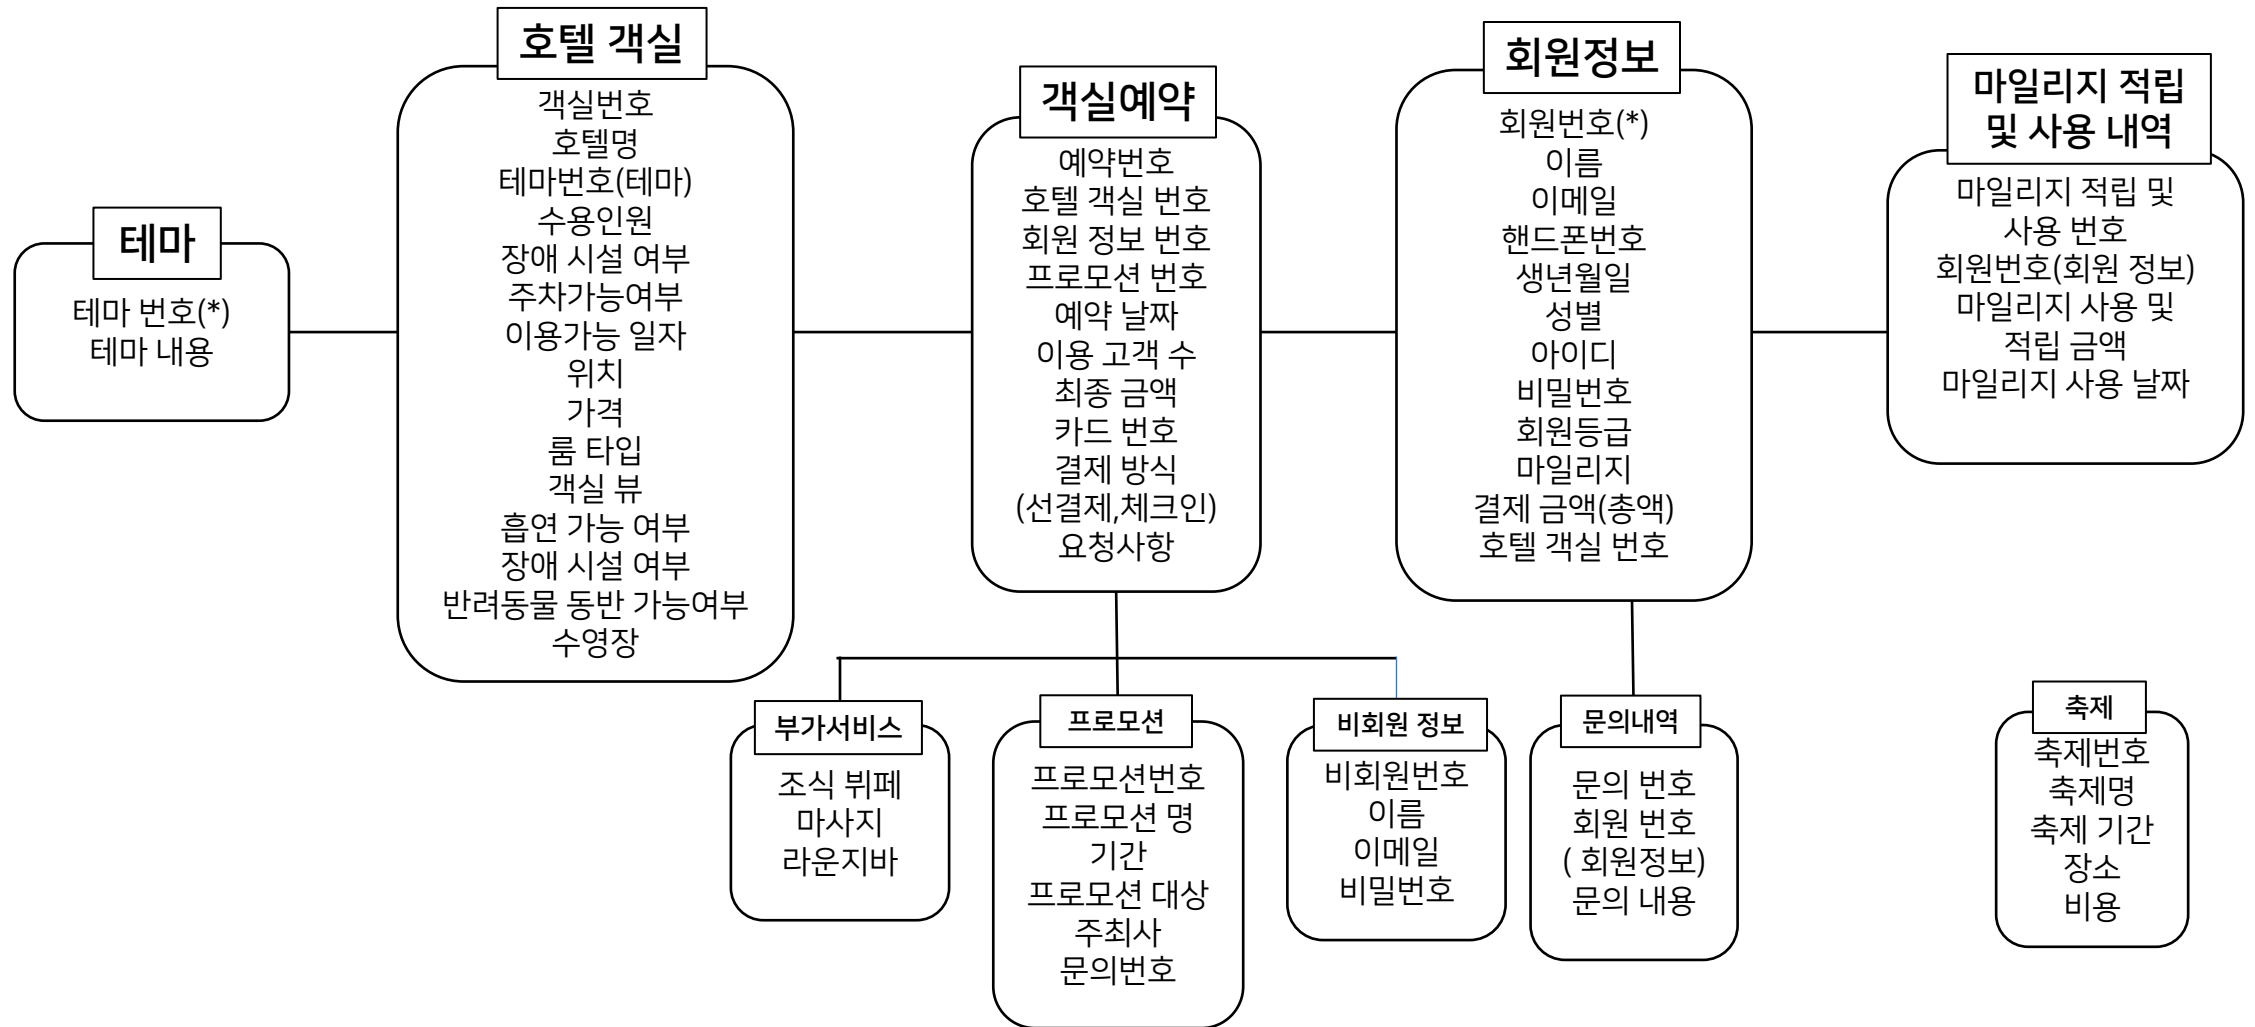 테마
테마 번호(*)
테마 내용
호텔 객실
객실번호
호텔명
테마번호(테마)
수용인원
장애 시설 여부
주차가능여부
이용가능 일자
위치
가격
룸 타입
객실 뷰
흡연 가능 여부
장애 시설 여부
반려동물 동반 가능여부
수영장
객실예약
예약번호
호텔 객실 번호
회원 정보 번호
프로모션 번호
예약 날짜
이용 고객 수
최종 금액
카드 번호
결제 방식
(선결제,체크인)
요청사항
회원정보
회원번호(*)
이름
이메일
핸드폰번호
생년월일
성별
아이디
비밀번호
회원등급
마일리지
결제 금액(총액)
호텔 객실 번호
마일리지 적립
및 사용 내역
마일리지 적립 및
사용 번호
회원번호(회원 정보)
마일리지 사용 및
적립 금액
마일리지 사용 날짜
부가서비스
조식 뷔페
마사지
라운지바
프로모션
프로모션번호
프로모션 명
기간
프로모션 대상
주최사
문의번호
비회원 정보
비회원번호
이름
이메일
비밀번호
문의내역
문의 번호
회원 번호
( 회원정보)
문의 내용
축제
축제번호
축제명
축제 기간
장소
비용